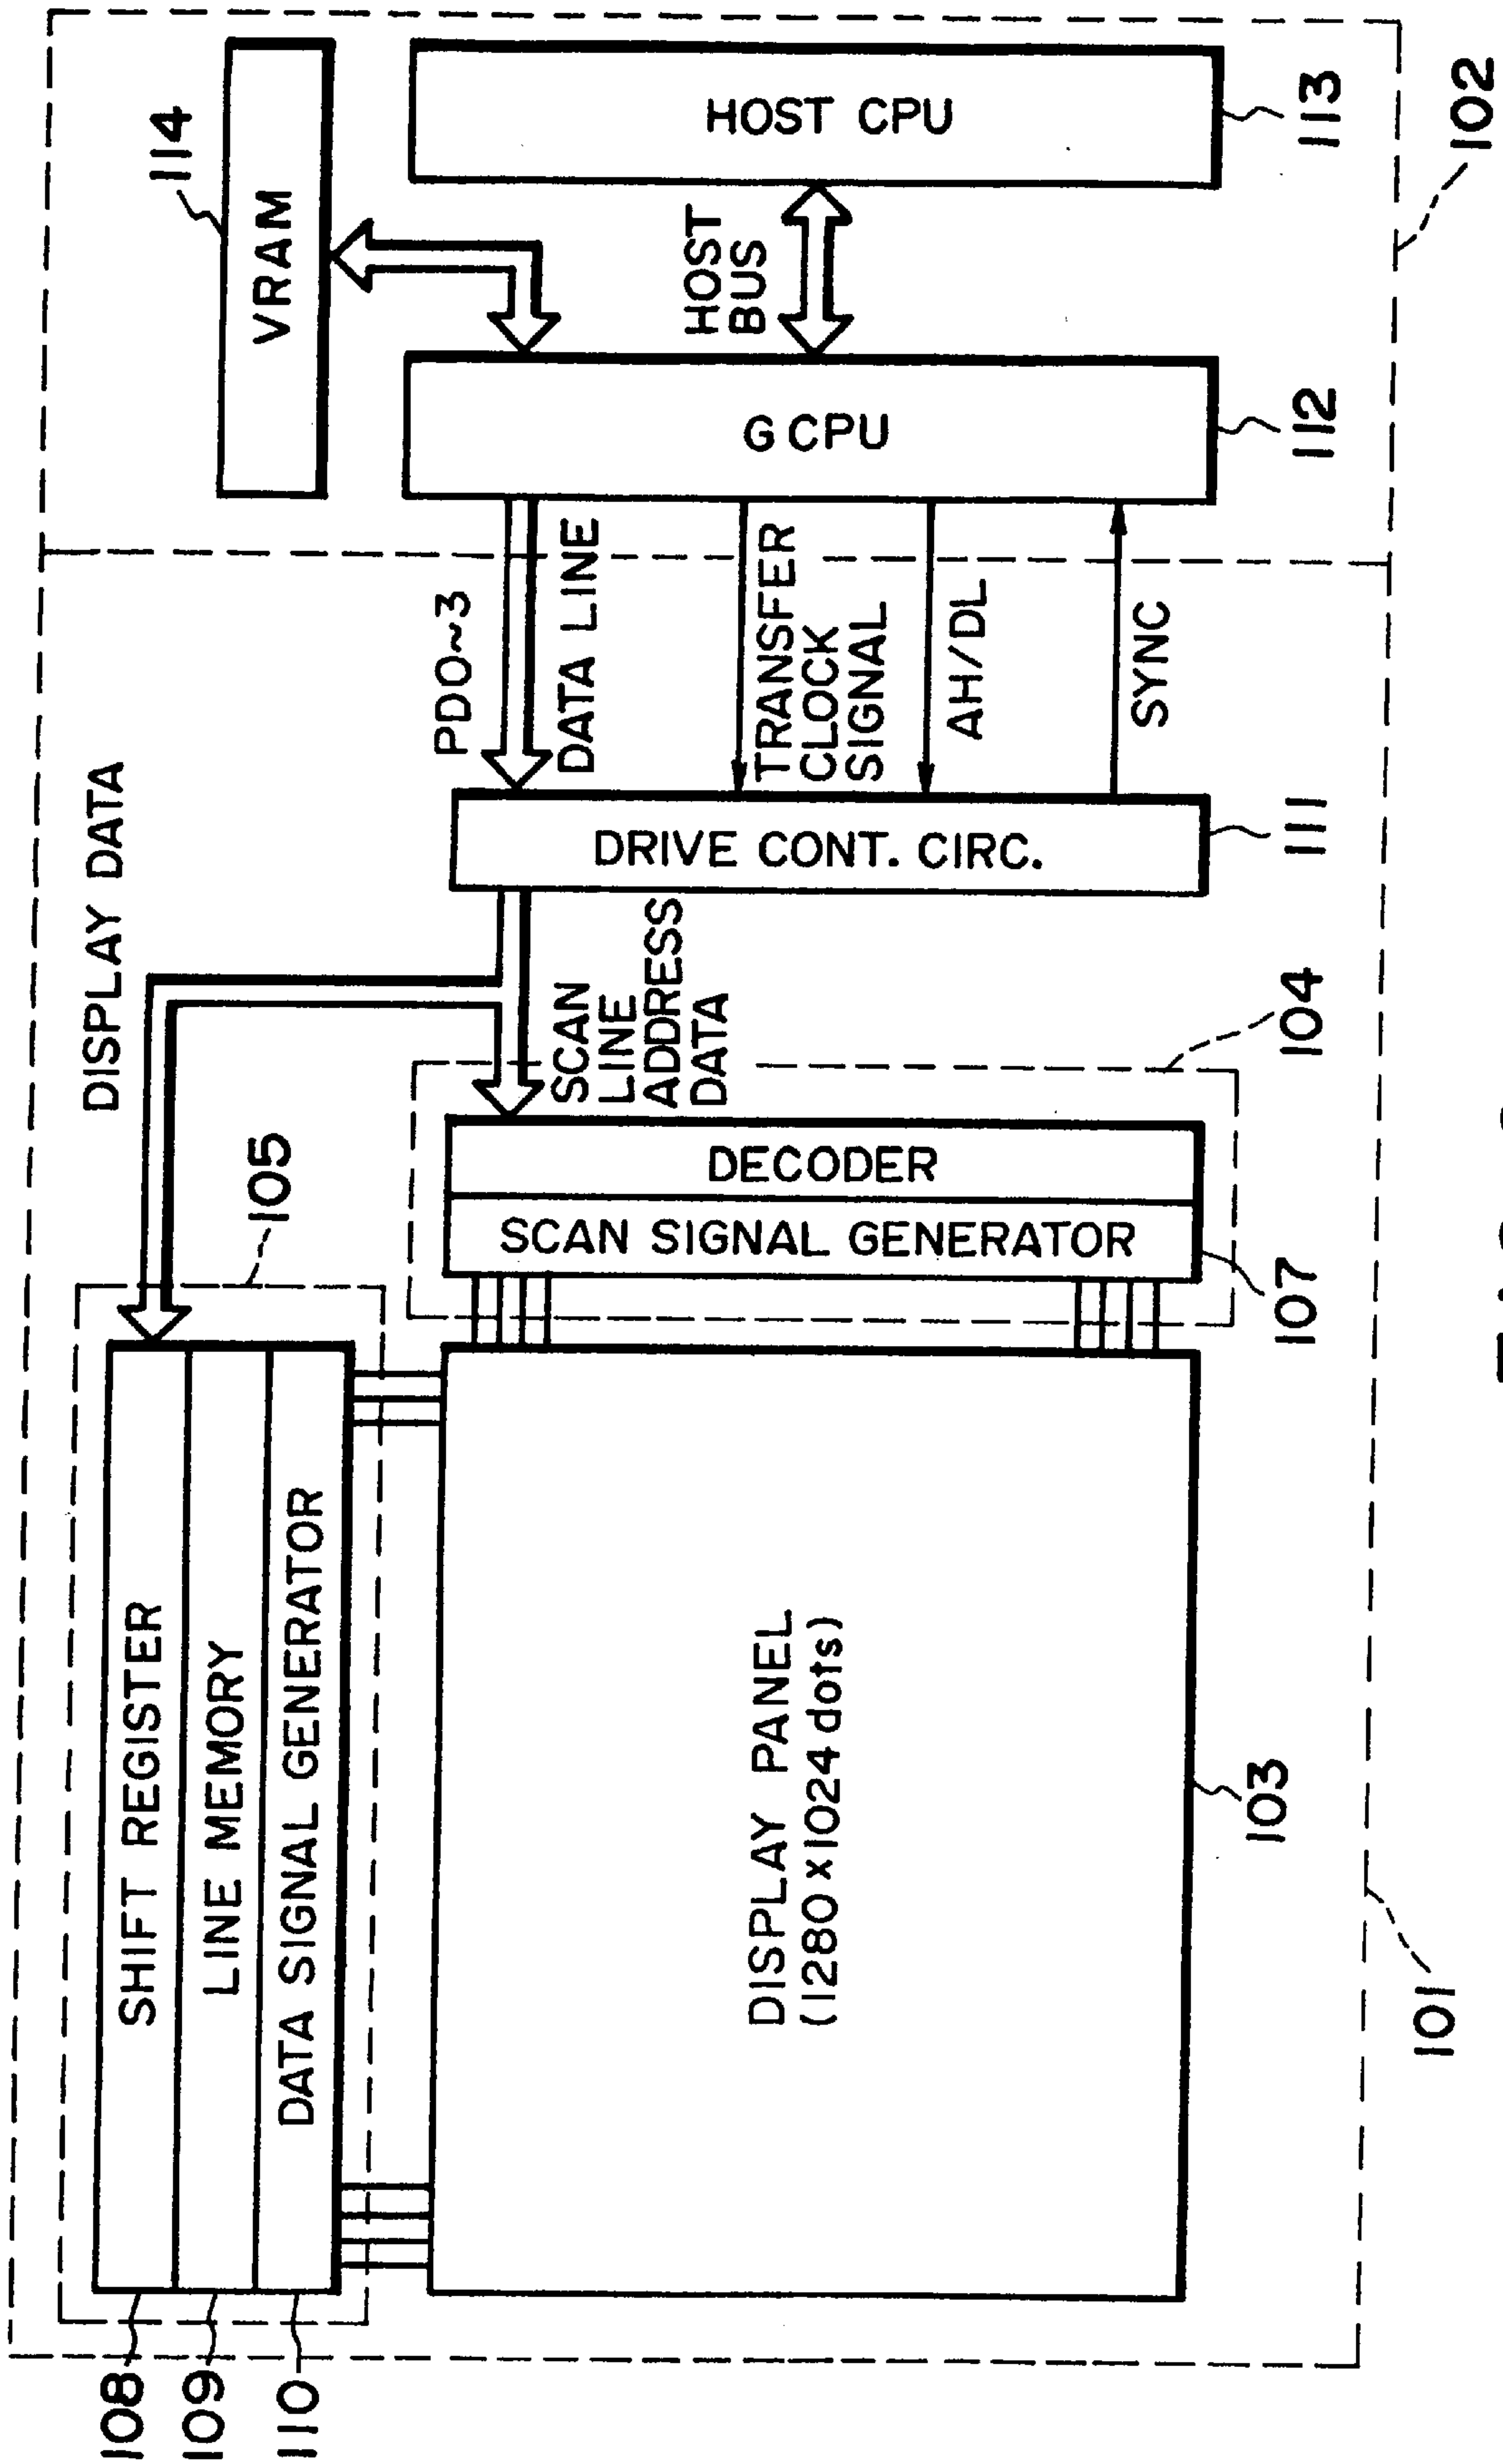 108
109
110
SHIFT REGISTER
LINE MEMORY
DATA SIGNAL GENERATOR
105
DISPLAY DATA
114
VRAM
DISPLAY PANEL
(1280×1024 dots)
103
101
DECODER
SCAN SIGNAL GENERATOR
107
104
SCAN
LINE
ADDRESS
DATA
DRIVE CONT. CIRC.
111
PD0~3
DATA LINE
TRANSFER
CLOCK
SIGNAL
AH/DL
SYNC
G CPU
112
HOST
BUS
HOST CPU
113
102